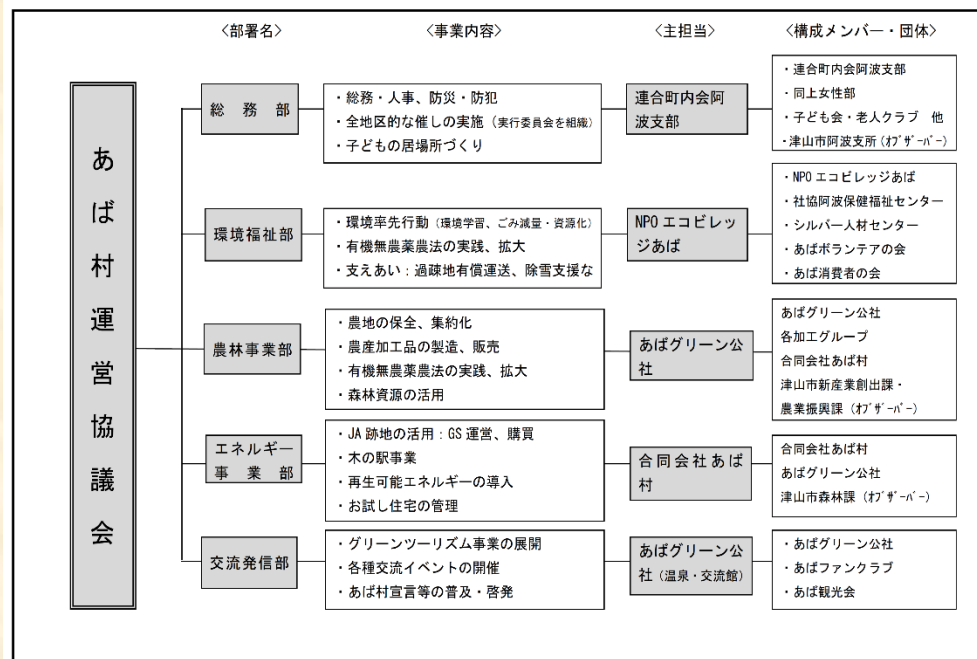 〈部署名〉 〈事業内容〉 〈主担当〉 〈構成メンバー・団体〉
あば村運営協議会
総務部
・総務・人事、防災・防犯
・全地区的な催しの実施（実行委員会を組織）
・子どもの居場所づくり
連合町内会阿
波支部
・連合町内会阿波支部
・同上女性部
・子ども会・老人クラブ 他
・津山市阿波支所(ｵﾌﾞｻﾞｰﾊﾞｰ)
環境福祉部
・環境率先行動（環境学習、ごみ減量・資源化）
・有機無農薬農法の実践、拡大
・支えあい：過疎地有償運送、除雪支援な
NPOエコビレッ
ジあば
・NPOエコビレッジあば
・社協阿波保健福祉センター
・シルバー人材センター
・あばボランテアの会
・あば消費者の会
農林事業部
・農地の保全、集約化
・農産加工品の製造、販売
・有機無農薬農法の実践、拡大
・森林資源の活用
あばグリーン公
社
あばグリーン公社
各加工グループ
合同会社あば村
津山市新産業創出課・
農業振興課(ｵﾌﾞｻﾞｰﾊﾞｰ)
エネルギー
事業部
・JA跡地の活用：GS運営、購買
・木の駅事業
・再生可能エネルギーの導入
・お試し住宅の管理
合同会社あば
村
合同会社あば村
あばグリーン公社
津山市森林課(ｵﾌﾞｻﾞｰﾊﾞｰ)
交流発信部
・グリーンツーリズム事業の展開
・各種交流イベントの開催
・あば村宣言等の普及・啓発
あばグリーン公
社（温泉・交流館）
・あばグリーン公社
・あばファンクラブ
・あば観光会